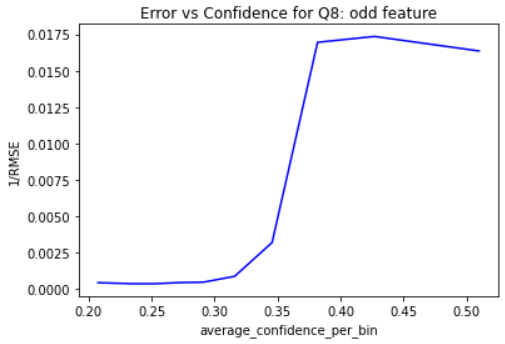 Error vs Confidence for Q8: odd feature
0.0175
0.0150
0.0125
0.0100
0.0075
0.0050
0.0025
0.0000
1/RMSE
0.20 0.25 0.30 0.35 0.40 0.45 0.50
average_confidence_per_bin